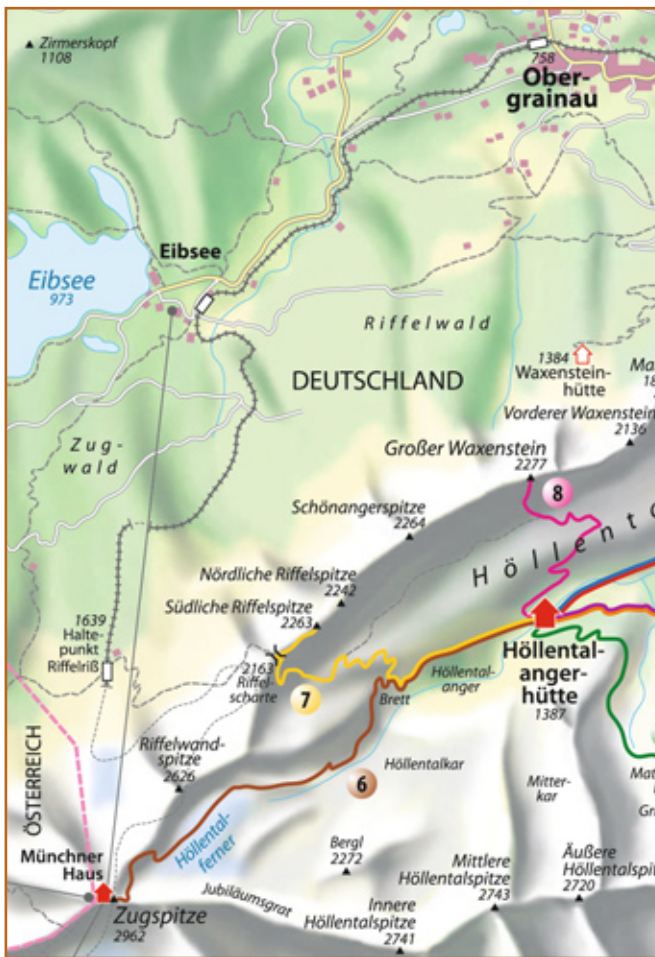 Zirmerskopf
1108
758
Ober-
grainau
Eibsee
Eibsee
973
Riffelwald
1384
Waxenstein-
hütte
DEUTSCHLAND
Vorderer Waxenstein
2136
Zug-
wald
Großer Waxenstein
2277
8
Schönangerspitze
2264
Nördliche Riffelspitze
2242
Südliche Riffelspitze
2263
1639
Halte-
punkt
Riffelriß
2163
Riffel-
scharte
7
Höllental-
anger
Brett
Höllental-
anger-
hütte
1387
ÖSTERREICH
Riffelwand-
spitze
2626
Höllentalkar
6
Mitter-
kar
Höllental-
ferner
Münchner
Haus
Bergl
2272
Mittlere
Höllentalspitze
2743
Äußere
Höllentalspit
2720
Jubiläumsgrat
Zugspitze
2962
Innere
Höllentalspitze
2741